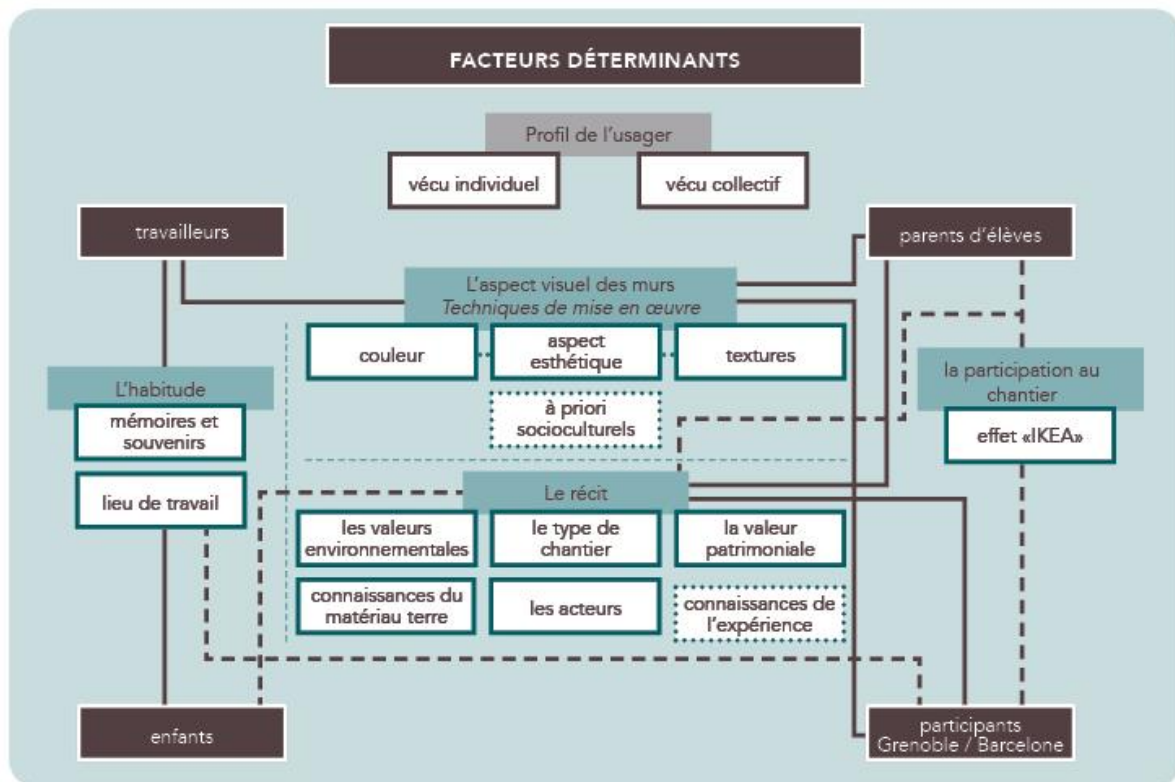 FACTEURS DÉTERMINANTS
Profil de l'usager
vécu individuel
vécu collectif
travailleurs
parents d'élèves
L'aspect visuel des murs
Techniques de mise en œuvre
couleur
aspect
esthétique
textures
à priori
socioculturels
L'habitude
mémoires et
souvenirs
lieu de travail
la participation au
chantier
effet «IKEA»
Le récit
les valeurs
environnementales
le type de
chantier
la valeur
patrimoniale
connaissances du
matériau terre
les acteurs
connaissances de
l'expérience
enfants
participants
Grenoble / Barcelone